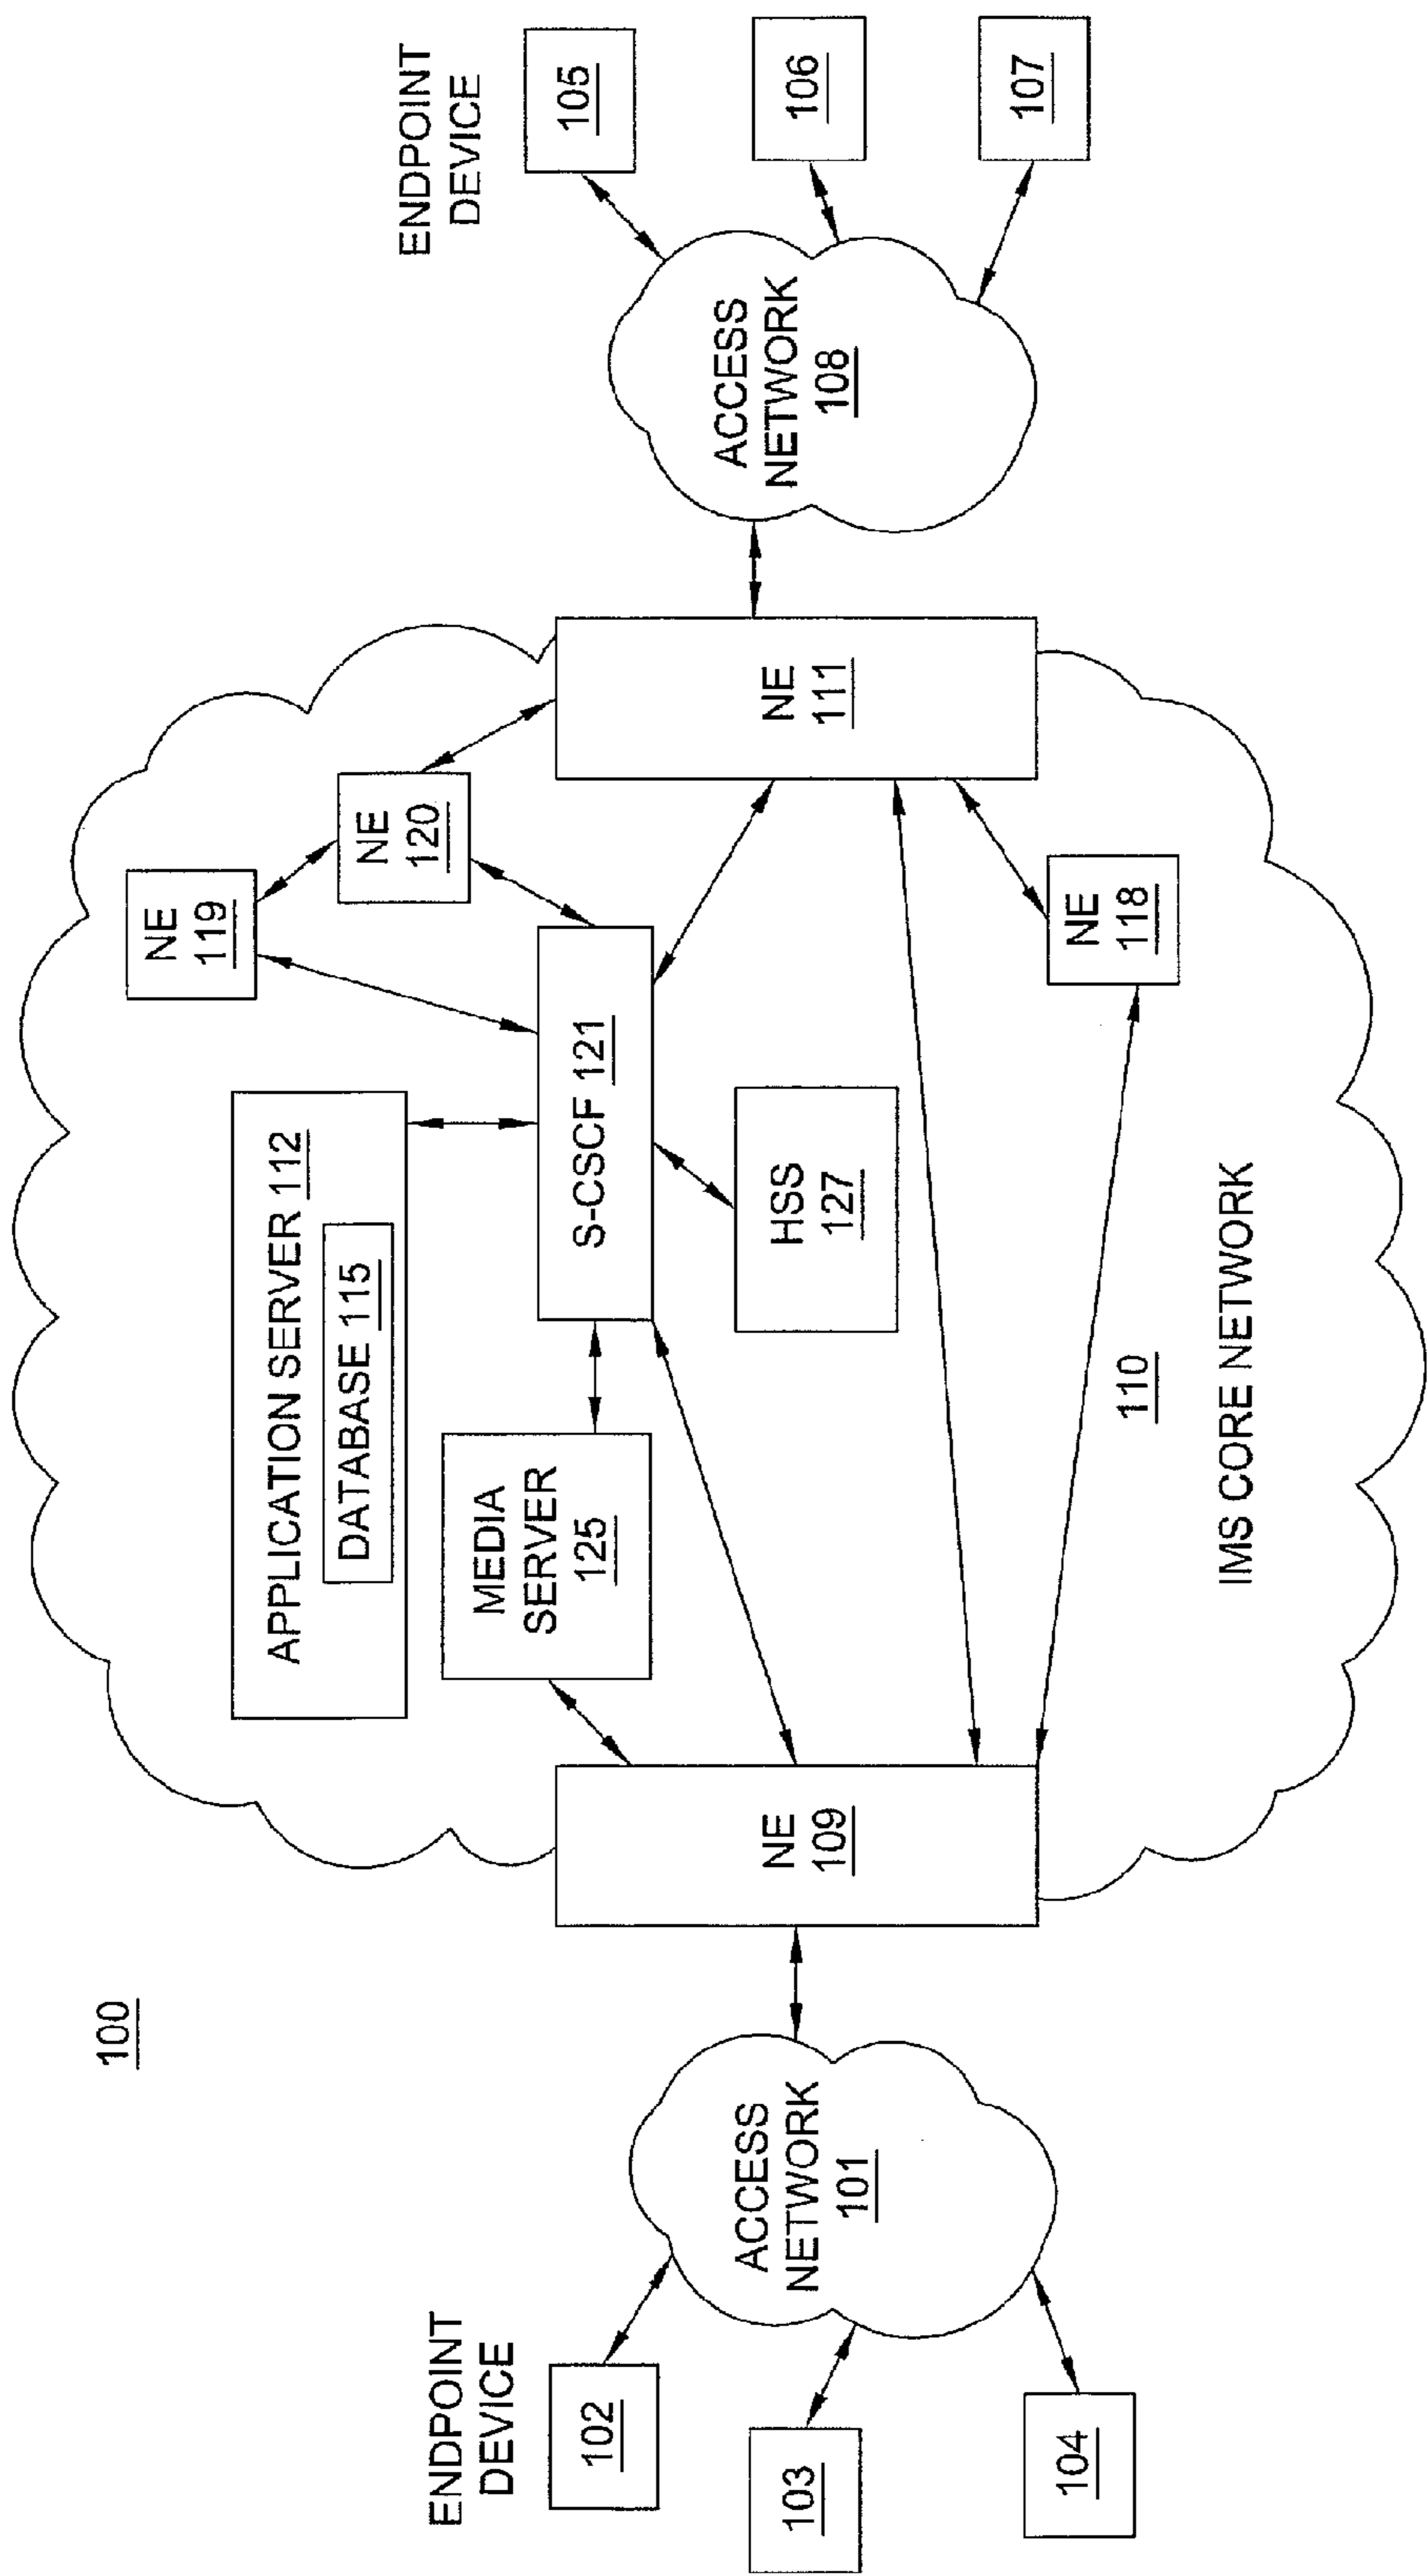 100
ENDPOINT
DEVICE
102
103
104
ACCESS
NETWORK
101
NE
109
APPLICATION SERVER 112
DATABASE 115
MEDIA
SERVER
125
S-CSCF 121
HSS
127
NE
119
NE
120
NE
111
NE
118
110
IMS CORE NETWORK
ACCESS
NETWORK
108
ENDPOINT
DEVICE
105
106
107